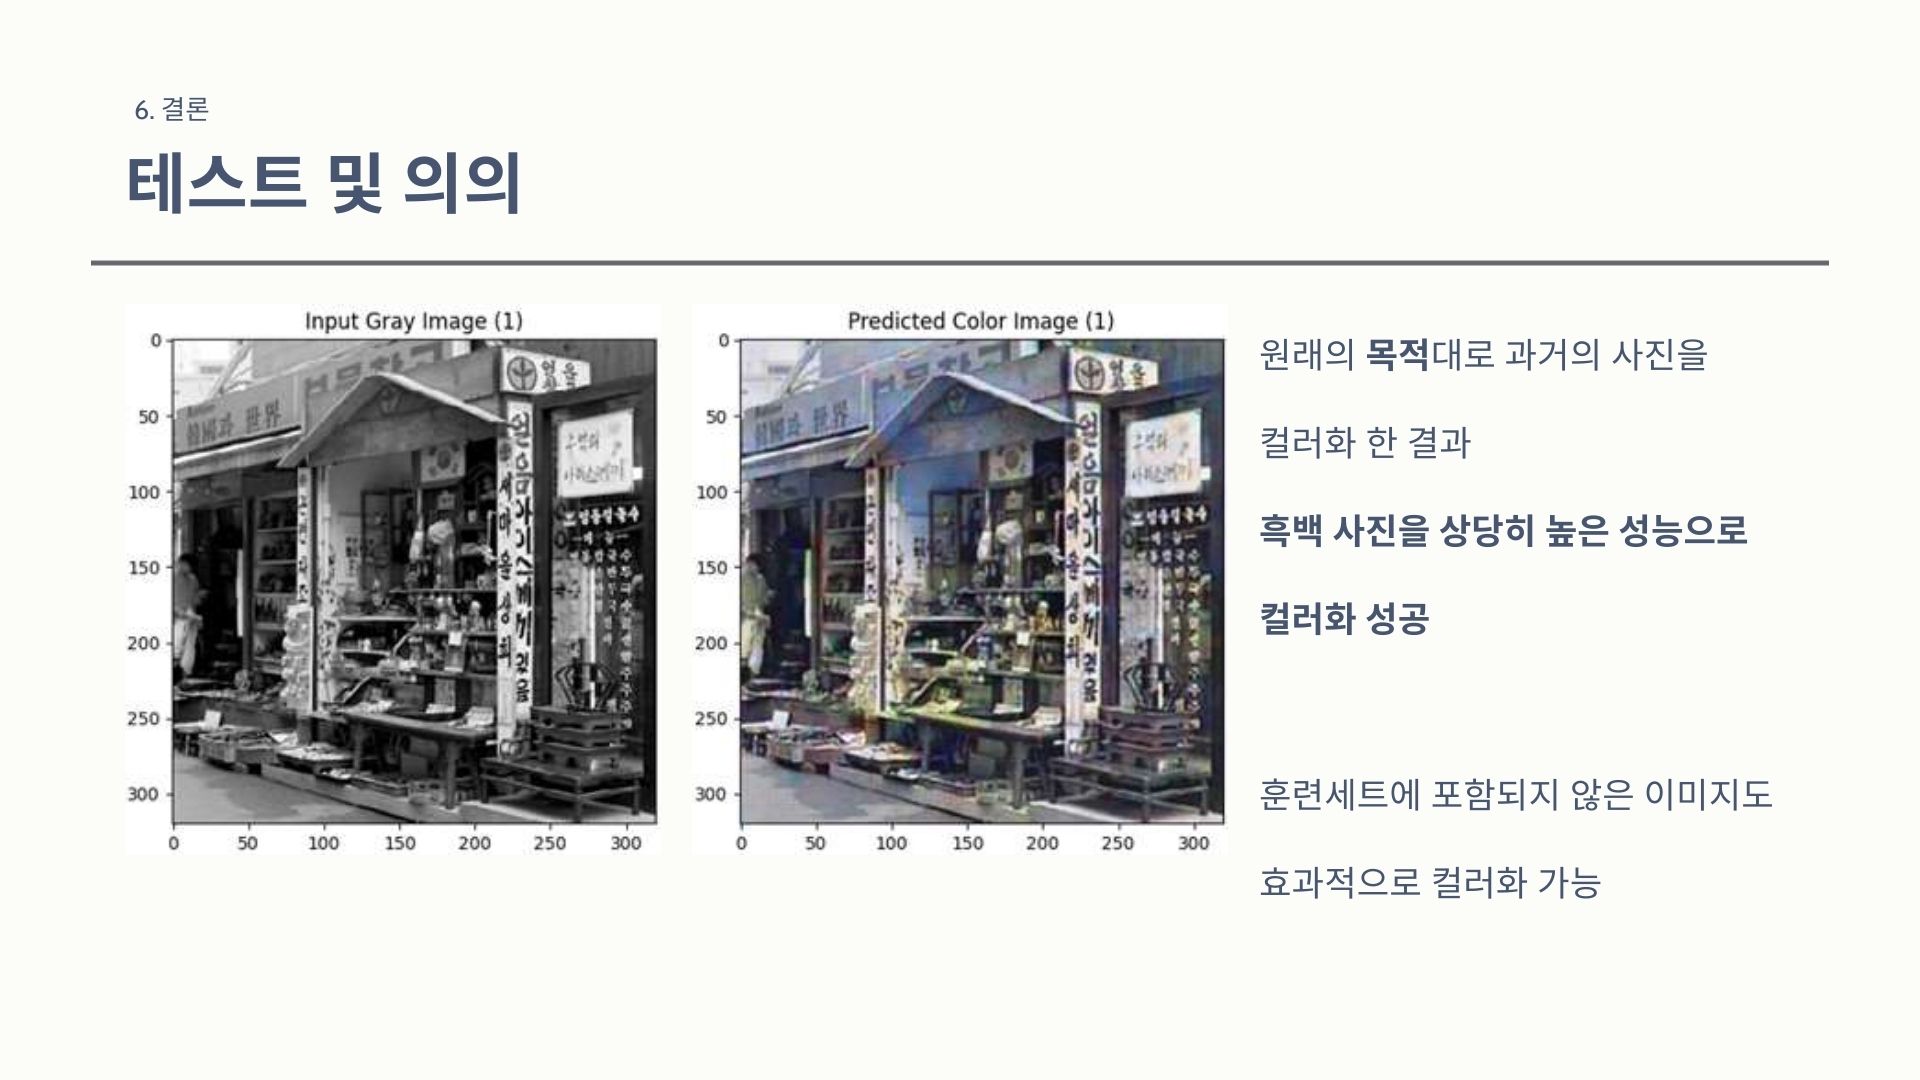 6. 결론
테스트 및 의의
Input Gray Image (1)
0
50
100
150
200
250
300
0 50 100 150 200 250 300
Predicted Color Image (1)
0
50
100
150
200
250
300
0 50 100 150 200 250 300
원래의 목적대로 과거의 사진을
컬러화 한 결과
흑백 사진을 상당히 높은 성능으로
컬러화 성공
훈련세트에 포함되지 않은 이미지도
효과적으로 컬러화 가능